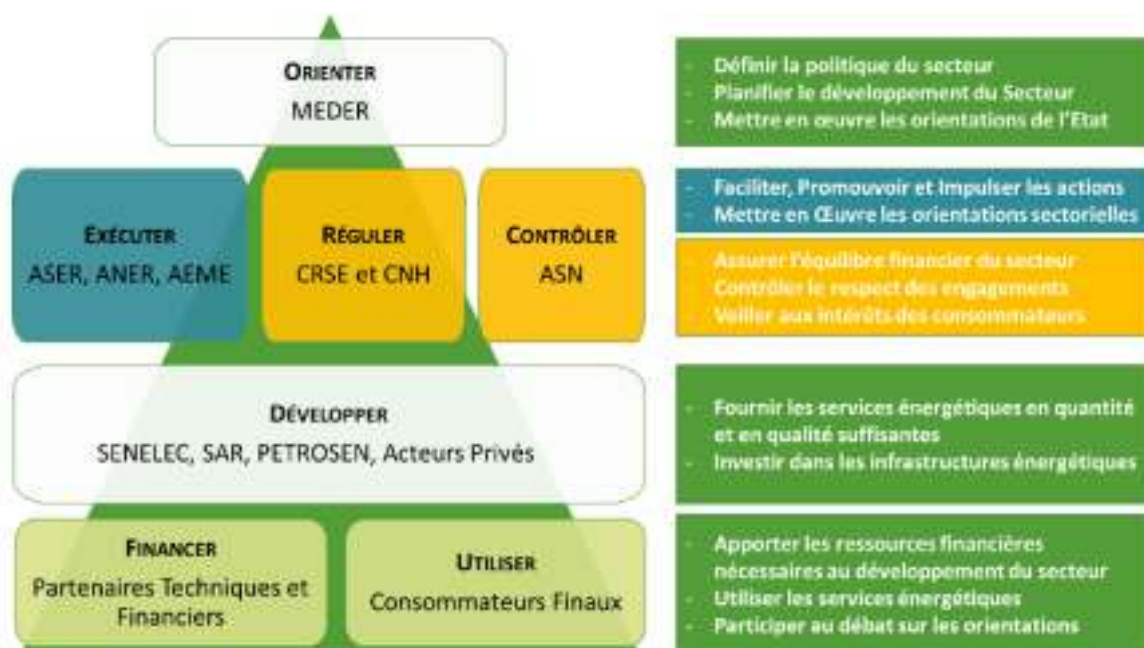 ORIENTER
MEDER
- Définir la politique du secteur
- Planifier le développement du Secteur
- Mettre en œuvre les orientations de l'Etat
EXÉCUTER
ASER, ANER, AEME
RÉGULER
CRSE et CNH
CONTRÔLER
ASN
- Faciliter, Promouvoir et Impulser les actions
- Mettre en Œuvre les orientations sectorielles
- Assurer l'équilibre financier du secteur
- Contrôler le respect des engagements
- Veiller aux intérêts des consommateurs
DÉVELOPPER
SENELEC, SAR, PETROSEN, Acteurs Privés
- Fournir les services énergétiques en quantité
et en qualité suffisantes
- Investir dans les infrastructures énergétiques
FINANCER
Partenaires Techniques et
Financiers
UTILISER
Consommateurs Finaux
- Apporter les ressources financières
nécessaires au développement du secteur
- Utiliser les services énergétiques
- Participer au débat sur les orientations